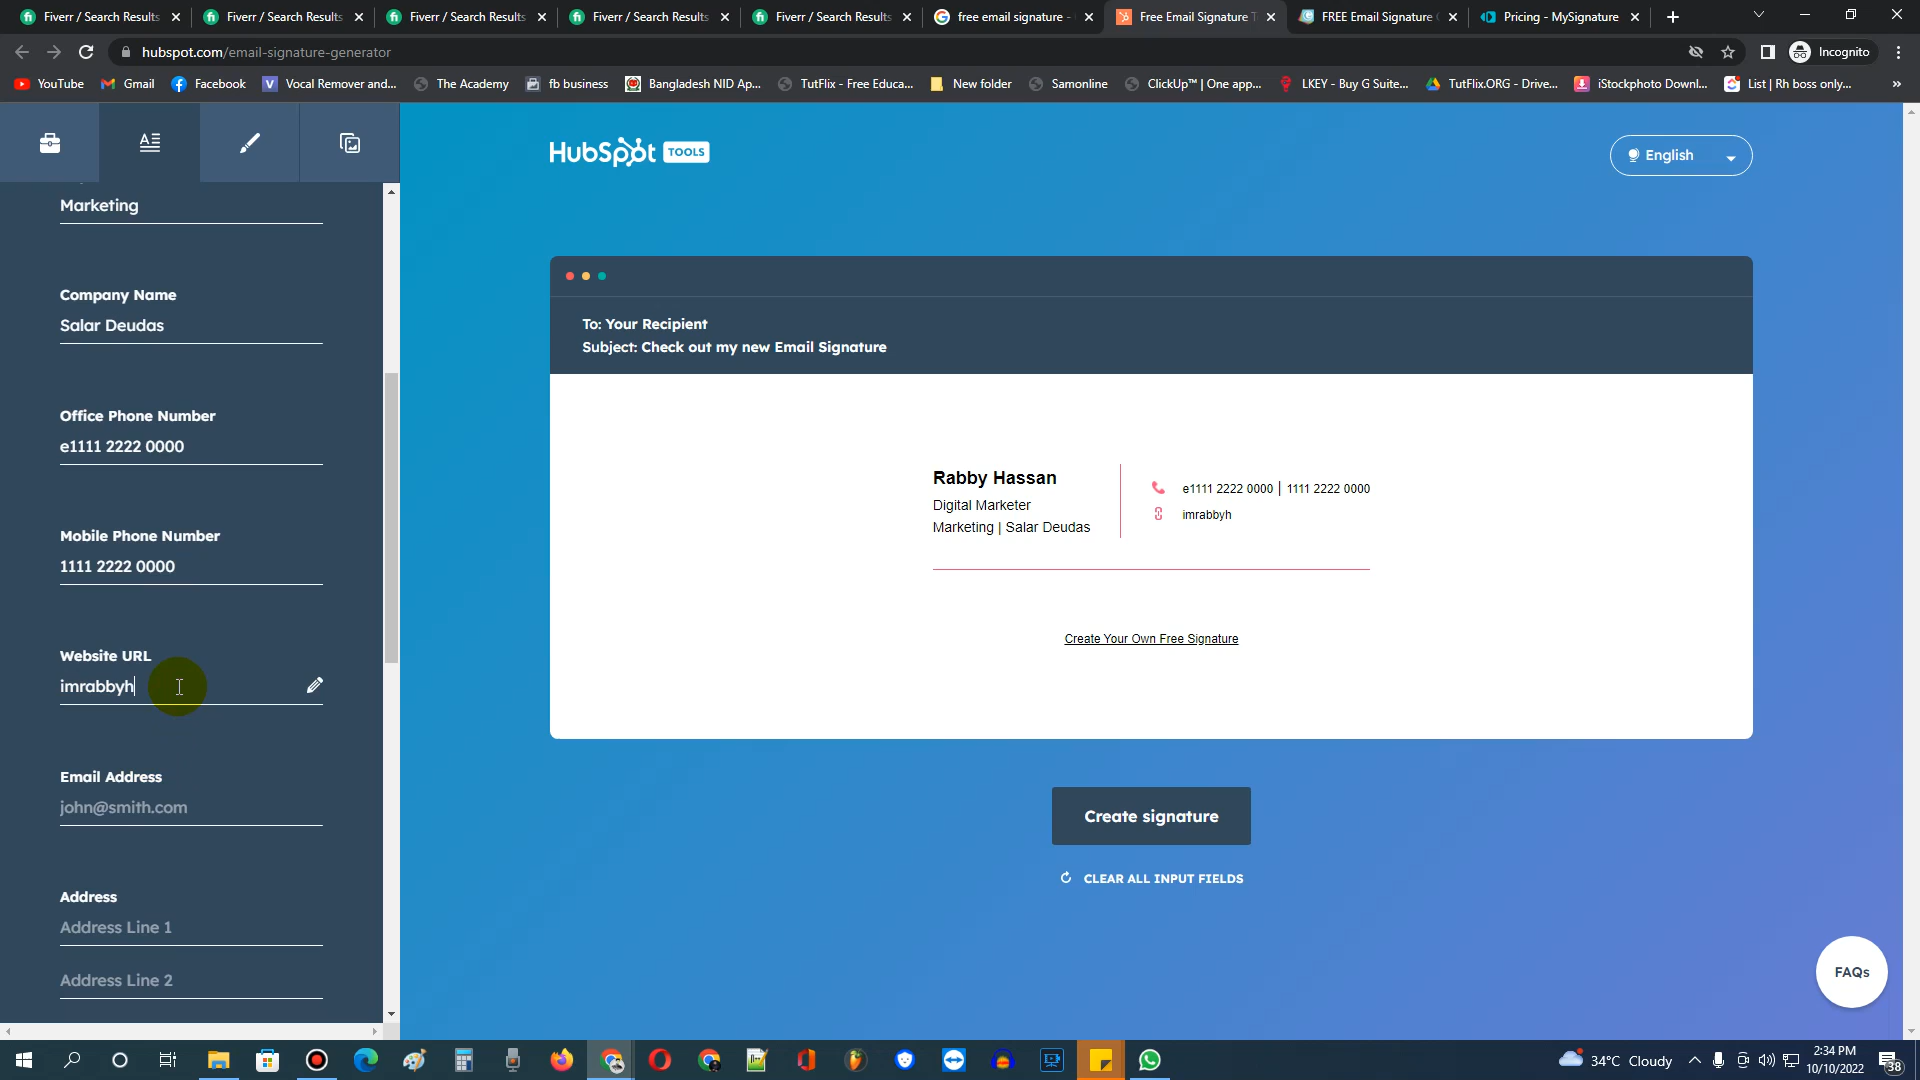 Fiverr / Search Results
Fiverr / Search Results
Fiverr / Search Results
Fiverr / Search Results
Fiverr / Search Results
free email signature -
Free Email Signature T
FREE Email Signature
Pricing - MySignature
hubspot.com/email-signature-generator
Incognito
YouTube
Gmail
Facebook
Vocal Remover and...
The Academy
fb business
Bangladesh NID Ap...
TutFlix - Free Educa...
New folder
Samonline
ClickUp™ | One app...
LKEY - Buy G Suite...
TutFlix.ORG - Drive...
iStockphoto Downl...
List | Rh boss only...
»
HubSpot TOOLS
English
Marketing
Company Name
Salar Deudas
Office Phone Number
e1111 2222 0000
Mobile Phone Number
1111 2222 0000
Website URL
imrabbyh
Email Address
john@smith.com
Address
Address Line 1
Address Line 2
To: Your Recipient
Subject: Check out my new Email Signature
Rabby Hassan
Digital Marketer
Marketing | Salar Deudas
e1111 2222 0000 | 1111 2222 0000
imrabbyh
Create Your Own Free Signature
Create signature
CLEAR ALL INPUT FIELDS
FAQs
34°C Cloudy
2:34 PM
10/10/2022
38